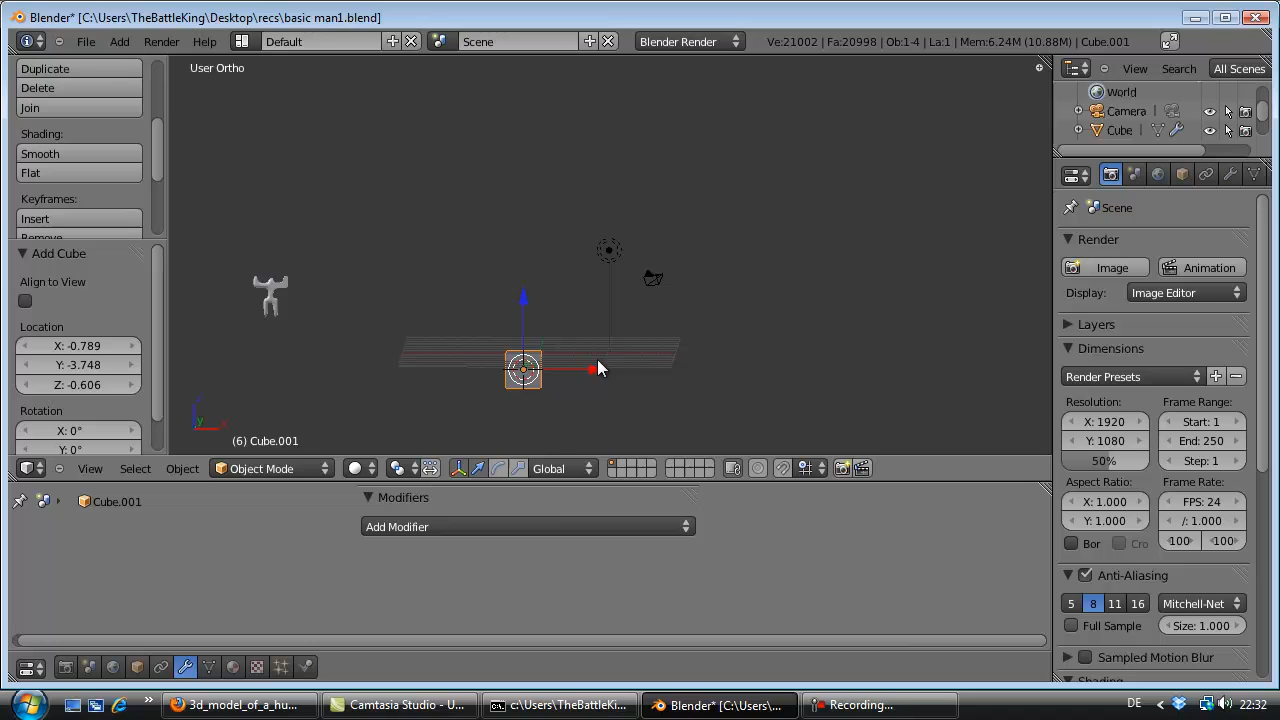 Blender* [C:\Users\TheBattleKing\Desktop\recs\basic man1.blend]
File Add Render Help Default Scene Blender Render Ve:21002 | Fa:20998 | Ob:1-4 | La:1 | Mem:6.24M (10.88M) | Cube.001
Duplicate
Delete
Join
Shading:
Smooth
Flat
Keyframes:
Insert
Remove
Add Cube
Align to View
Location
X: -0.789
Y: -3.748
Z: -0.606
Rotation
X: 0°
Y: 0°
User Ortho
z
y x
(6) Cube.001
View Select Object Object Mode Global
Cube.001
Modifiers
Add Modifier
View Search All Scenes
World
Camera
Cube
Scene
Render
Image Animation
Display: Image Editor
Layers
Dimensions
Render Presets
Resolution: Frame Range:
X: 1920 Start: 1
Y: 1080 End: 250
50% Step: 1
Aspect Ratio: Frame Rate:
X: 1.000 FPS: 24
Y: 1.000 /: 1.000
Bor Cro 100 100
Anti-Aliasing
5 8 11 16 Mitchell-Net
Full Sample Size: 1.000
Sampled Motion Blur
3d_model_of_a_hu... Camtasia Studio - U... c:\Users\TheBattleKi... Blender* [C:\Users\... Recording... DE 22:32